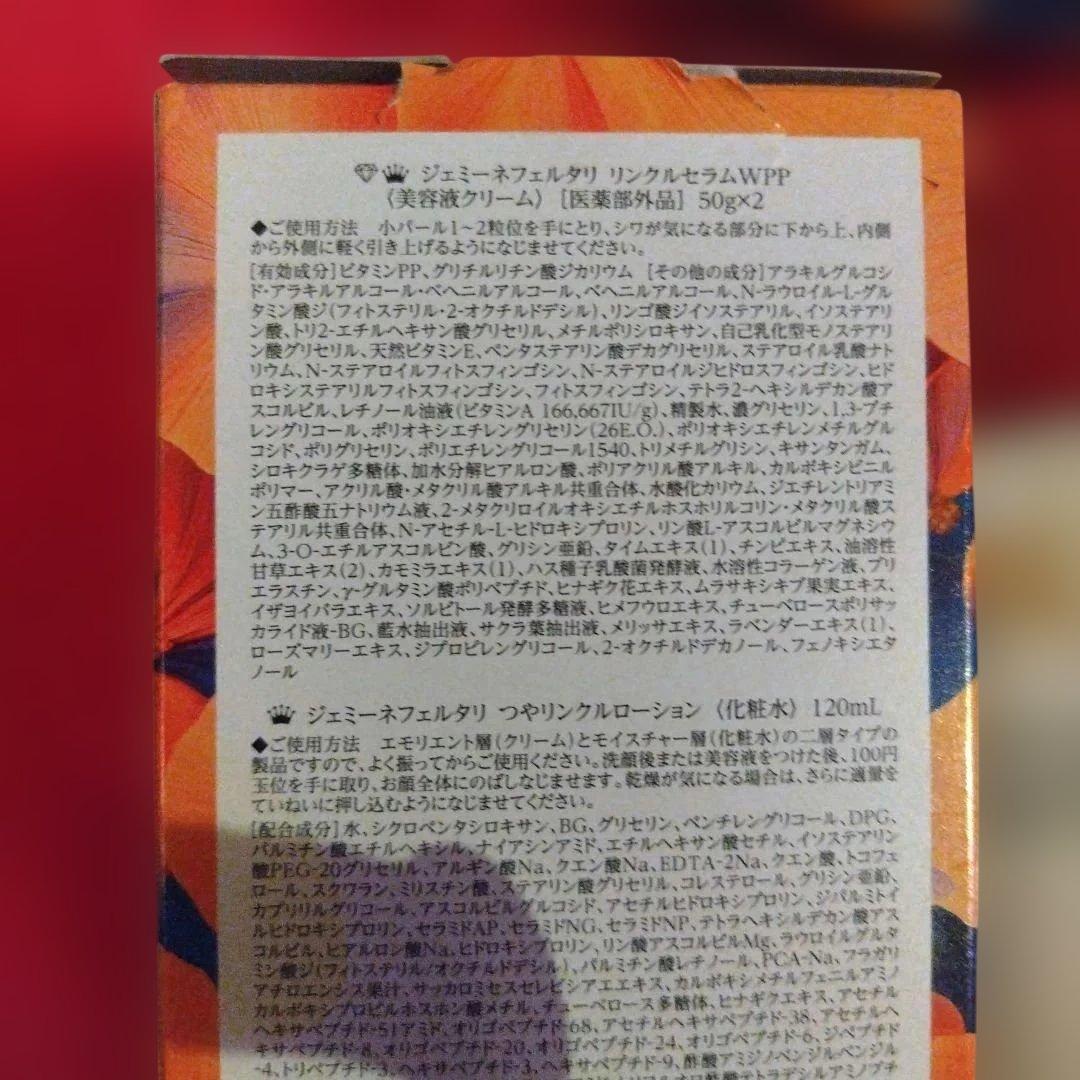 ジェミーネフェルタリ リンクルセラムWPP
〈美容液クリーム〉［医薬部外品］ 50g×2
◆ご使用方法 小パール1～2粒位を手にとり、シワが気になる部分に下から上、内側
から外側に軽く引き上げるようになじませてください。
［有効成分］ビタミンPP、グリチルリチン酸ジカリウム ［その他の成分］アラキルグルコシ
ド・アラキルアルコール・ベヘニルアルコール、ベヘニルアルコール、N-ラウロイル-L-グル
タミン酸ジ(フィトステリル・2-オクチルドデシル)、リンゴ酸ジイソステアリル、イソステアリ
ン酸、トリ2-エチルヘキサン酸グリセリル、メチルポリシロキサン、自己乳化型モノステアリ
ン酸グリセリル、天然ビタミンE、ペンタステアリン酸デカグリセリル、ステアロイル乳酸ナト
リウム、N-ステアロイルフィトスフィンゴシン、N-ステアロイルジヒドロスフィンゴシン、ヒド
ロキシステアリルフィトスフィンゴシン、フィトスフィンゴシン、テトラ2-ヘキシルデカン酸ア
スコルビル、レチノール油液(ビタミンA 166,667IU/g)、精製水、濃グリセリン、1,3-ブチ
レングリコール、ポリオキシエチレングリセリン(26E.O.)、ポリオキシエチレンメチルグル
コシド、ポリグリセリン、ポリエチレングリコール1540、トリメチルグリシン、キサンタンガム、
シロキクラゲ多糖体、加水分解ヒアルロン酸、ポリアクリル酸アルキル、カルボキシビニル
ポリマー、アクリル酸・メタクリル酸アルキル共重合体、水酸化カリウム、ジエチレントリアミ
ン五酢酸五ナトリウム液、2-メタクリロイルオキシエチルホスホリルコリン・メタクリル酸ス
テアリル共重合体、N-アセチル-L-ヒドロキシプロリン、リン酸L-アスコルビルマグネシウ
ム、3-O-エチルアスコルビン酸、グリシン亜鉛、タイムエキス(1)、チンピエキス、油溶性
甘草エキス(2)、カモミラエキス(1)、ハス種子乳酸菌発酵液、水溶性コラーゲン液、プリ
エラスチン、γ-グルタミン酸ポリペプチド、ヒナギク花エキス、ムラサキシキブ果実エキス、
イザヨイバラエキス、ソルビトール発酵多糖液、ヒメフウロエキス、チューベロースポリサッ
カライド液-BG、藍水抽出液、サクラ葉抽出液、メリッサエキス、ラベンダーエキス(1)、
ローズマリーエキス、ジプロピレングリコール、2-オクチルドデカノール、フェノキシエタ
ノール
ジェミーネフェルタリ つやリンクルローション 〈化粧水〉 120mL
◆ご使用方法 エモリエント層(クリーム)とモイスチャー層(化粧水)の二層タイプの
製品ですので、よく振ってからご使用ください。洗顔後または美容液をつけた後、100円
玉位を手に取り、お顔全体にのばしなじませます。乾燥が気になる場合は、さらに適量を
ていねいに押し込むようになじませてください。
［配合成分］水、シクロペンタシロキサン、BG、グリセリン、ペンチレングリコール、DPG、
パルミチン酸エチルヘキシル、ナイアシンアミド、エチルヘキサン酸セチル、イソステアリン
酸PEG-20グリセリル、アルギン酸Na、クエン酸Na、EDTA-2Na、クエン酸、トコフェ
ロール、スクワラン、ミリスチン酸、ステアリン酸グリセリル、コレステロール、グリシン亜鉛、
カプリリルグリコール、アスコルビルグルコシド、アセチルヒドロキシプロリン、ジパルミトイ
ルヒドロキシプロリン、セラミドAP、セラミドNG、セラミドNP、テトラヘキシルデカン酸アス
コルビル、ヒアルロン酸Na、ヒドロキシプロリン、リン酸アスコルビルMg、ラウロイルグルタ
ミン酸ジ(フィトステリル/オクチルドデシル)、パルミチン酸レチノール、PCA-Na、フラガリ
アチロエンシス果汁、サッカロミセスセレビシアエエキス、カルボキシメチルフェニルアミノ
カルボキシプロピルホスホン酸メチル、チューベロース多糖体、ヒナギクエキス、アセチル
ヘキサペプチド-51アミド、オリゴペプチド-68、アセチルヘキサペプチド-38、アセチルヘ
キサペプチド-8、オリゴペプチド-20、オリゴペプチド-24、オリゴペプチド-6、ジペプチド
-4、トリペプチド-3、ヘキサペプチド-3、ヘキサペプチド-9、酢酸アミジノベンジルベンジル